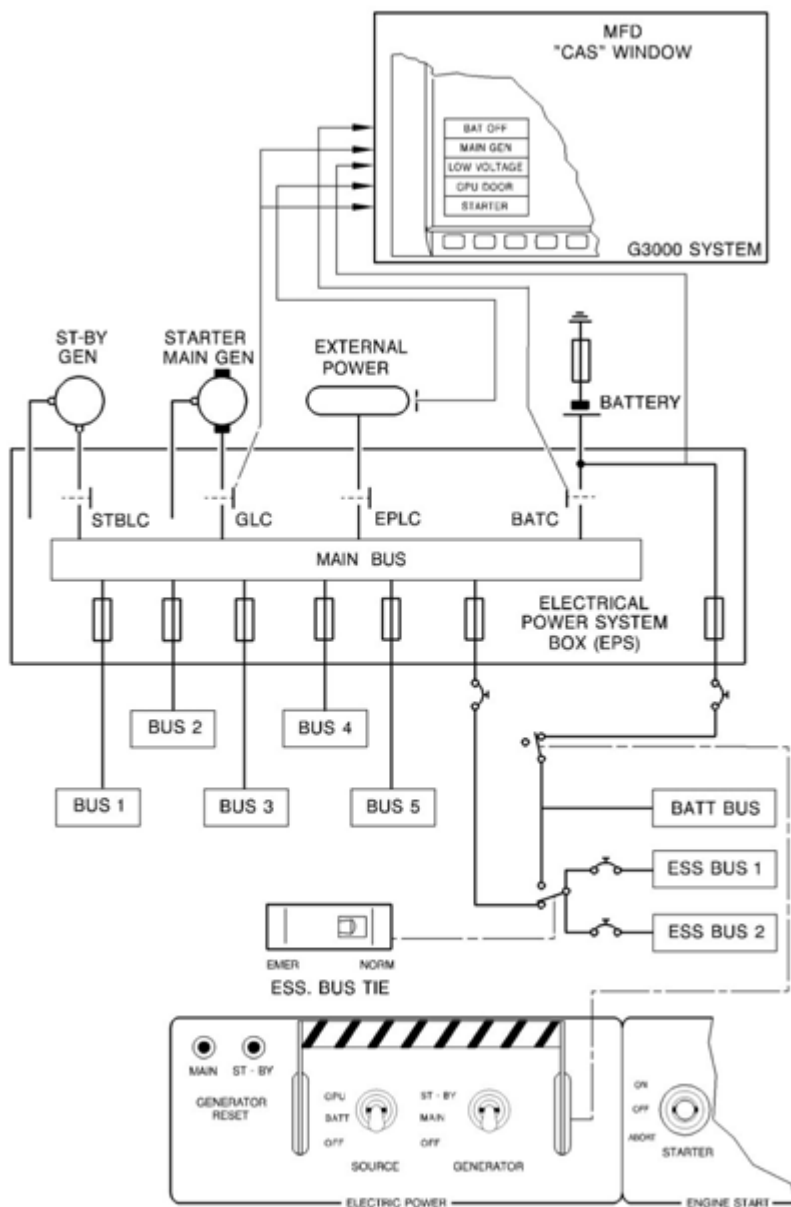 MFD
"CAS" WINDOW
BAT OFF
MAIN GEN
LOW VOLTAGE
GPU DOOR
STARTER
G3000 SYSTEM
ST-BY
GEN
STARTER
MAIN GEN
EXTERNAL
POWER
BATTERY
STBLC
GLC
EPLC
BATC
MAIN BUS
ELECTRICAL
POWER SYSTEM
BOX (EPS)
BUS 2
BUS 4
BUS 1
BUS 3
BUS 5
BATT BUS
ESS BUS 1
ESS BUS 2
EMER
NORM
ESS. BUS TIE
MAIN
ST - BY
GENERATOR
RESET
GPU
BATT
OFF
SOURCE
ST - BY
MAIN
OFF
GENERATOR
ELECTRIC POWER
ON
OFF
ABORT
STARTER
ENGINE START